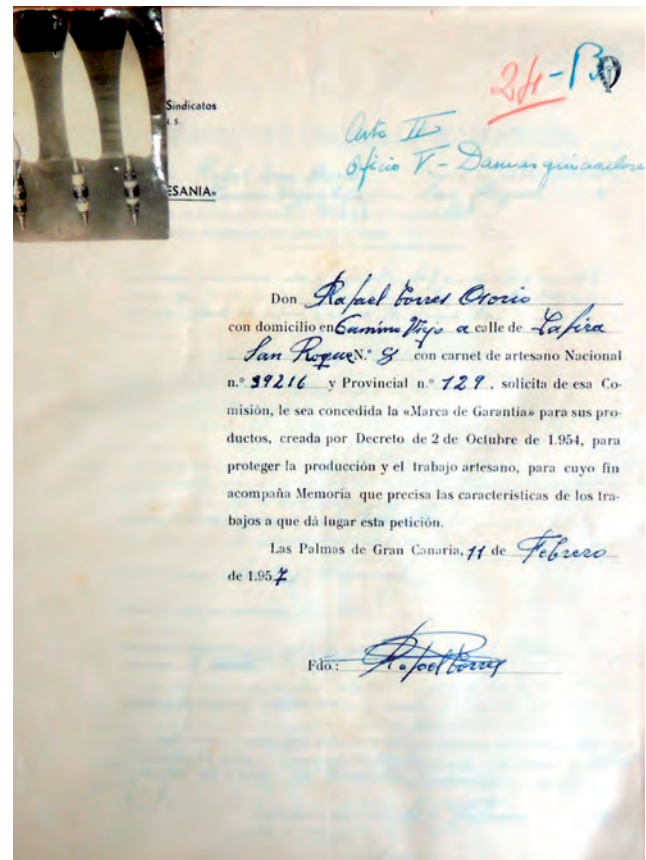 Sindicatos
N. S.
ESANIA»
24-B
Arte II
Oficio V - Damasquinadores
Don Rafael Torres Osorio
con domicilio en Camino Viejo a calle de Tafira
San Roque N.º 8 con carnet de artesano Nacional
n.º 39216 y Provincial n.º 129, solicita de esa Co-
misión, le sea concedida la «Marca de Garantía» para sus pro-
ductos, creada por Decreto de 2 de Octubre de 1.954, para
proteger la producción y el trabajo artesano, para cuyo fin
acompaña Memoria que precisa las características de los tra-
bajos a que dá lugar esta petición.
Las Palmas de Gran Canaria, 11 de Febrero
de 1.957
Fdo.: Rafael Torres